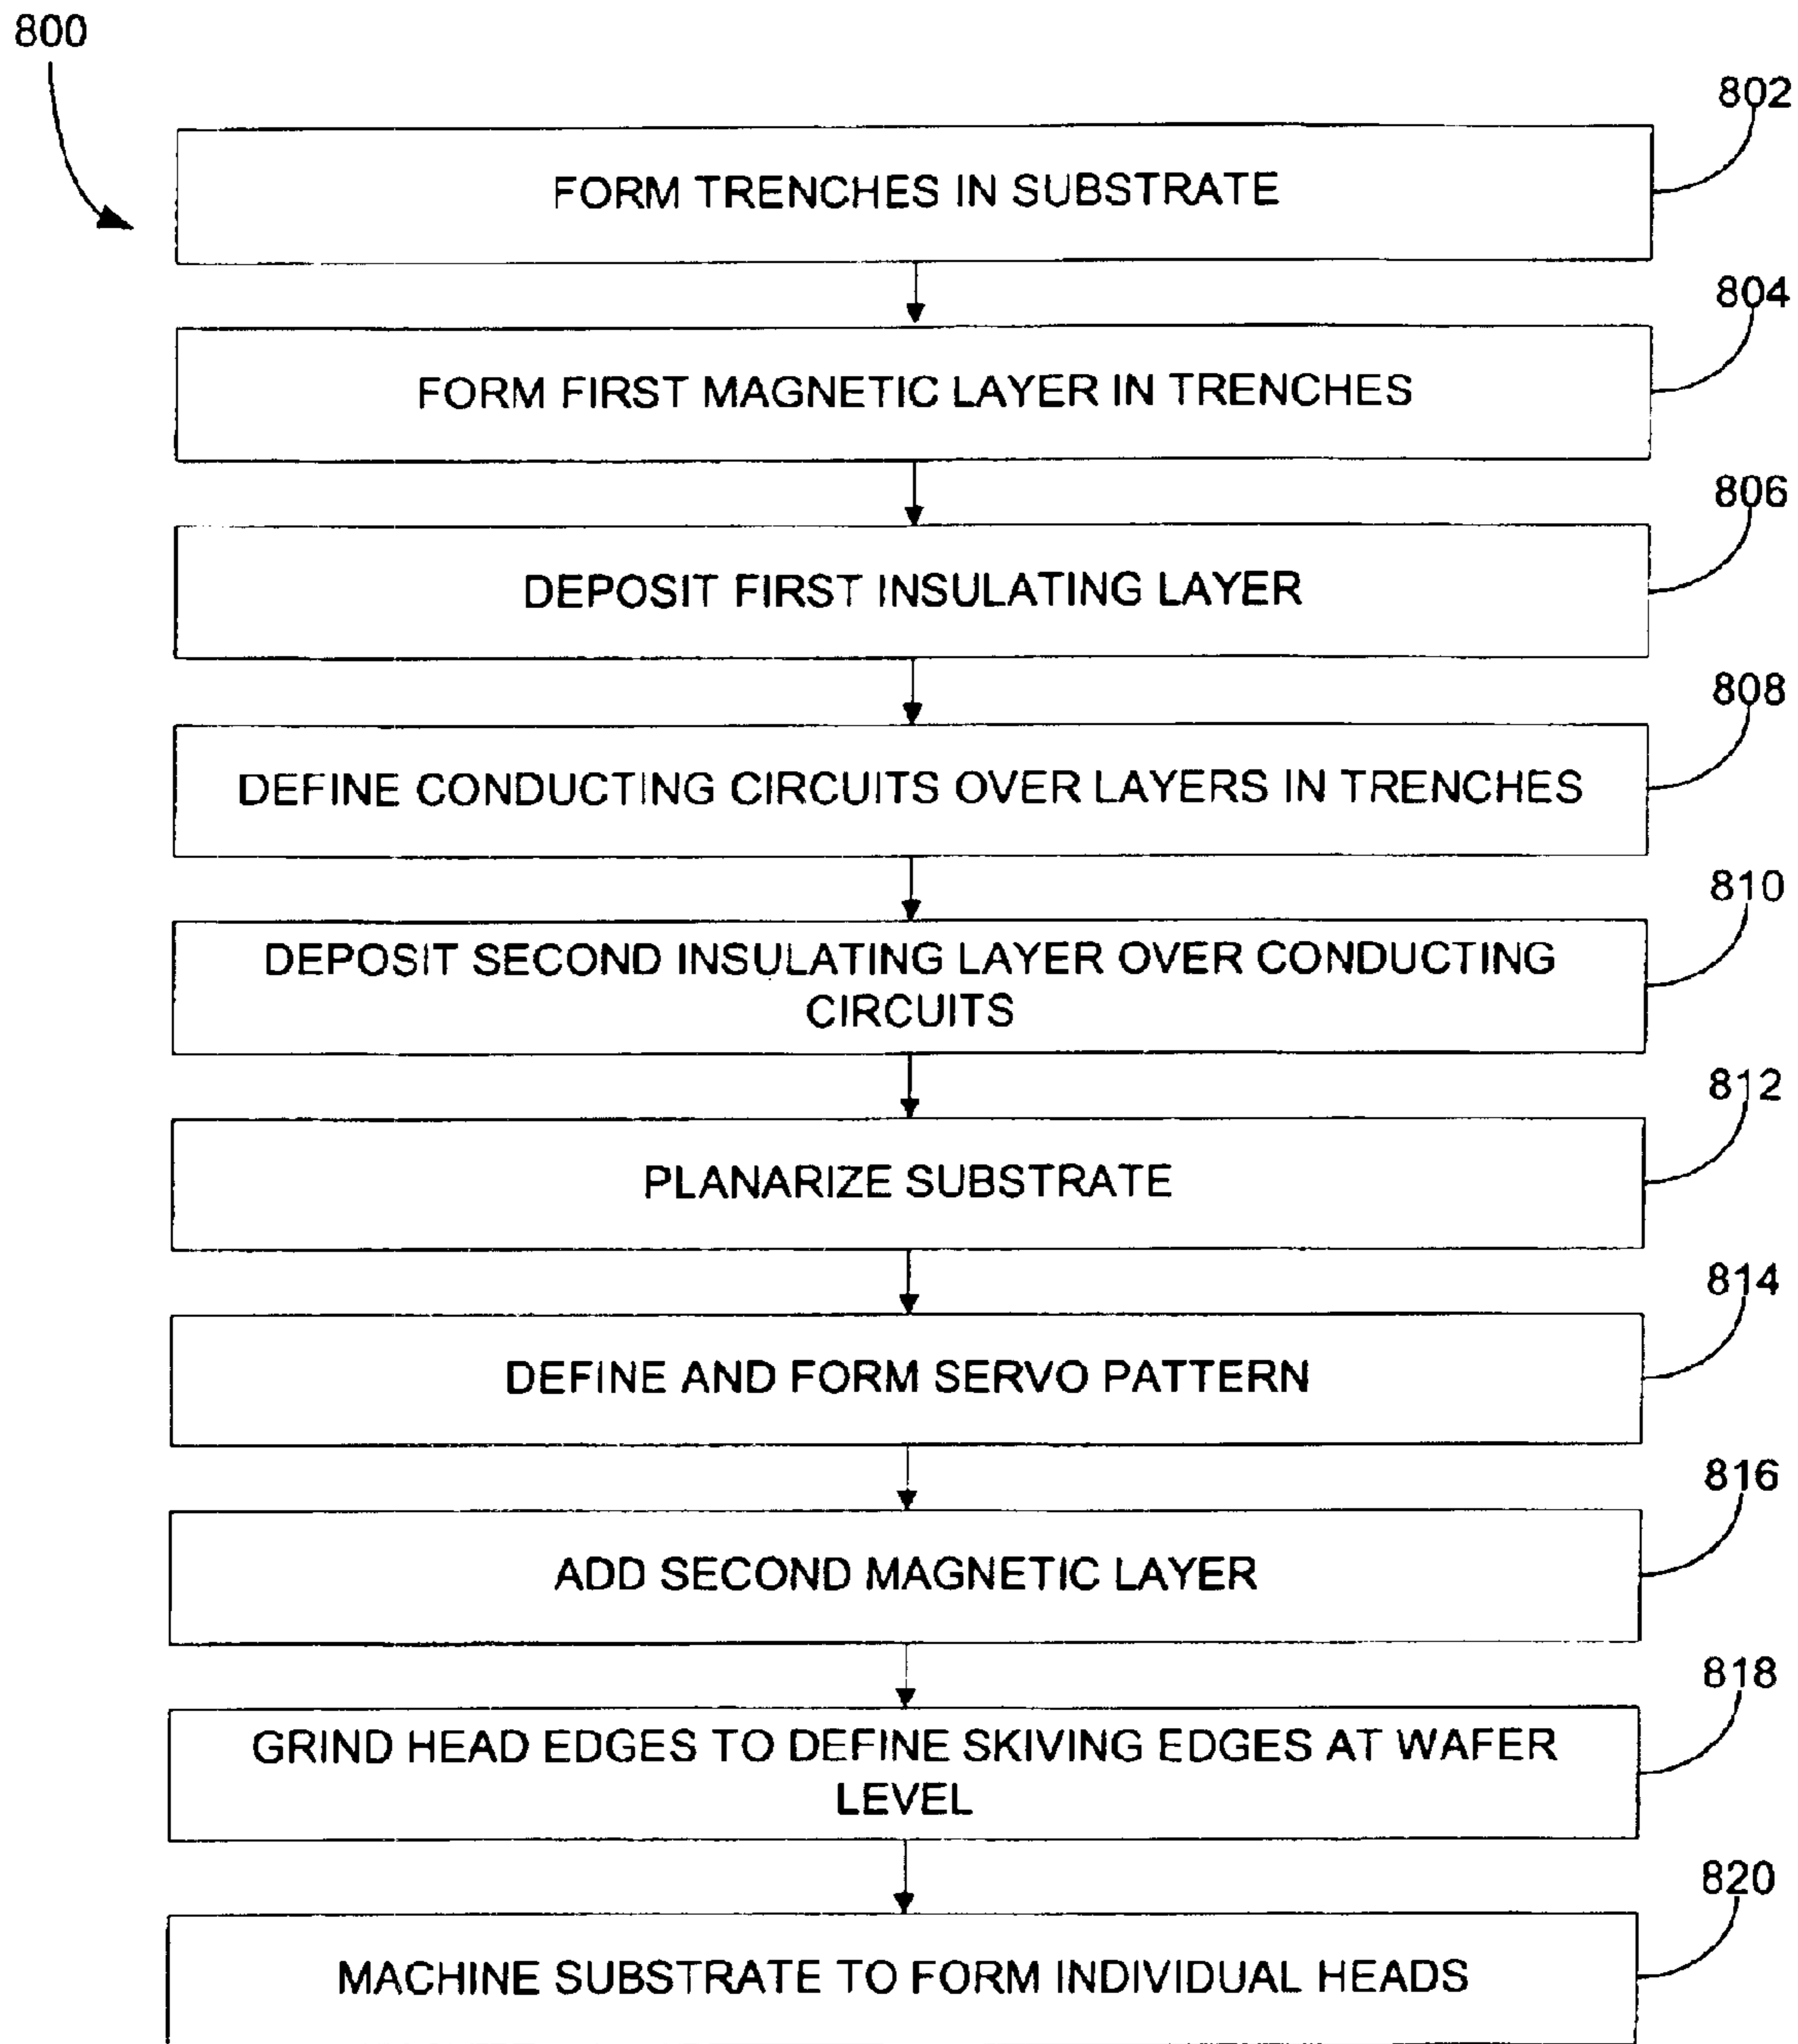 800
802
FORM TRENCHES IN SUBSTRATE
804
FORM FIRST MAGNETIC LAYER IN TRENCHES
806
DEPOSIT FIRST INSULATING LAYER
808
DEFINE CONDUCTING CIRCUITS OVER LAYERS IN TRENCHES
810
DEPOSIT SECOND INSULATING LAYER OVER CONDUCTING
CIRCUITS
812
PLANARIZE SUBSTRATE
814
DEFINE AND FORM SERVO PATTERN
816
ADD SECOND MAGNETIC LAYER
818
GRIND HEAD EDGES TO DEFINE SKIVING EDGES AT WAFER
LEVEL
820
MACHINE SUBSTRATE TO FORM INDIVIDUAL HEADS